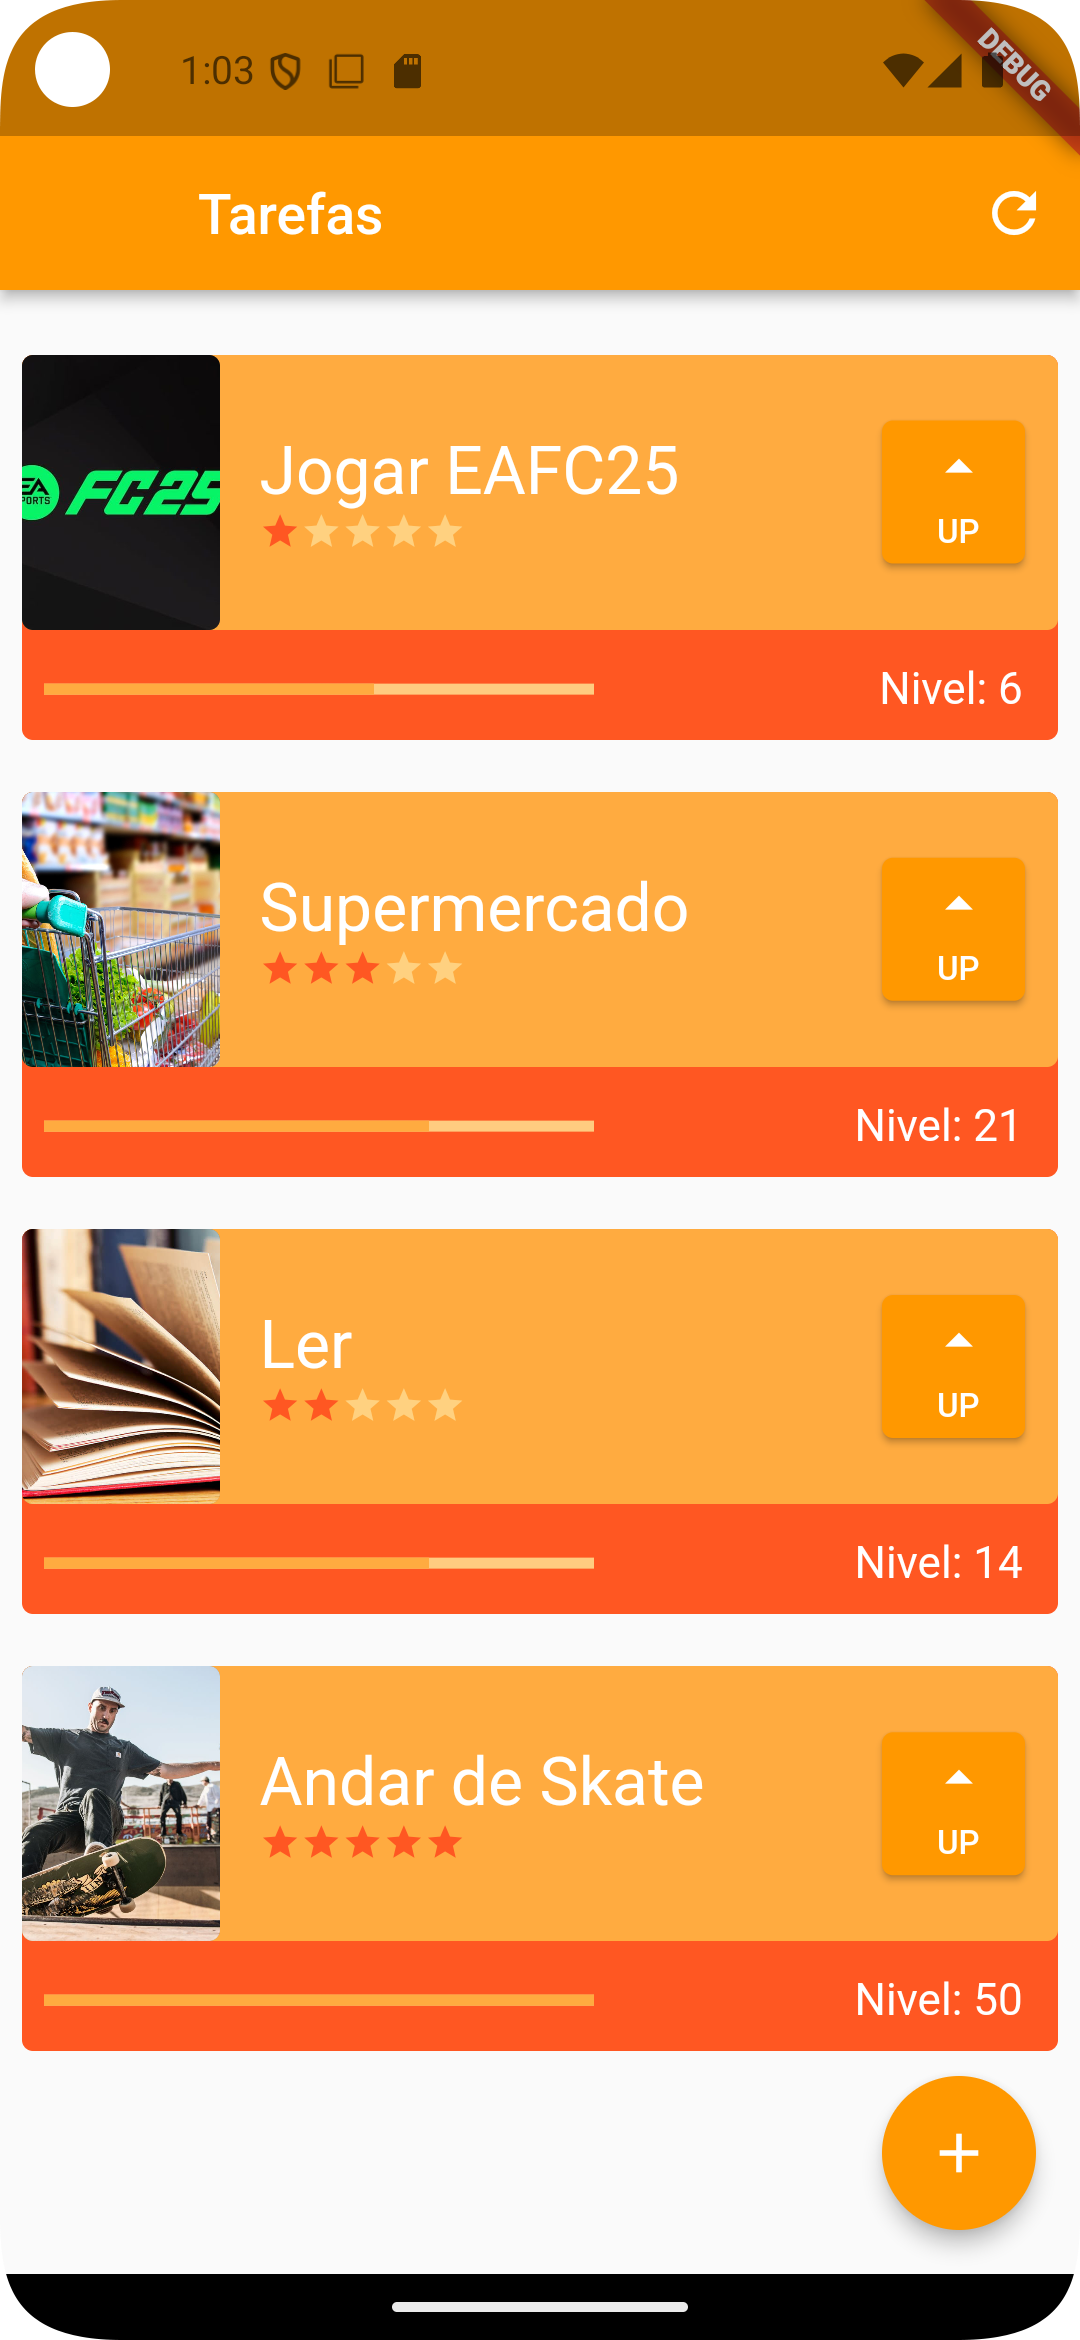 1:03
DEBUG
Tarefas
EA
SPORTS
FC25
Jogar EAFC25
UP
Nivel: 6
Supermercado
UP
Nivel: 21
Ler
UP
Nivel: 14
Andar de Skate
UP
Nivel: 50